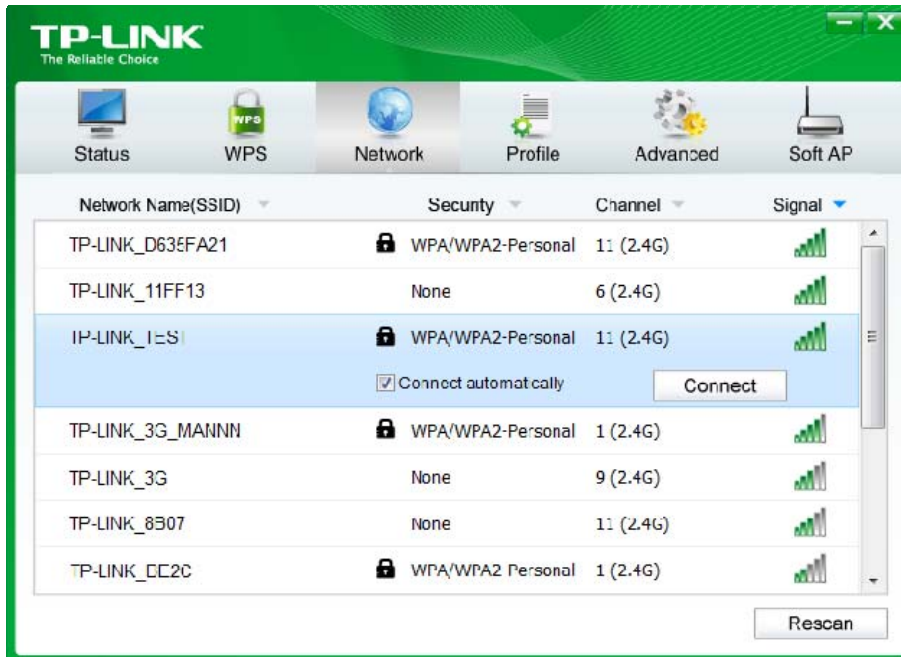 TP-LINK
The Reliable Choice
WPS
Status WPS Network Profile Advanced Soft AP
Network Name(SSID) Security Channel Signal
TP-LINK_D635FA21 WPA/WPA2-Personal 11 (2.4G)
TP-LINK_11FF13 None 6 (2.4G)
TP-LINK_TEST WPA/WPA2-Personal 11 (2.4G)
Connect automatically Connect
TP-LINK_3G_MANNN WPA/WPA2-Personal 1 (2.4G)
TP-LINK_3G None 9 (2.4G)
TP-LINK_8B07 None 11 (2.4G)
WPA/WPA2 Personal 1 (2.4G)
Rescan